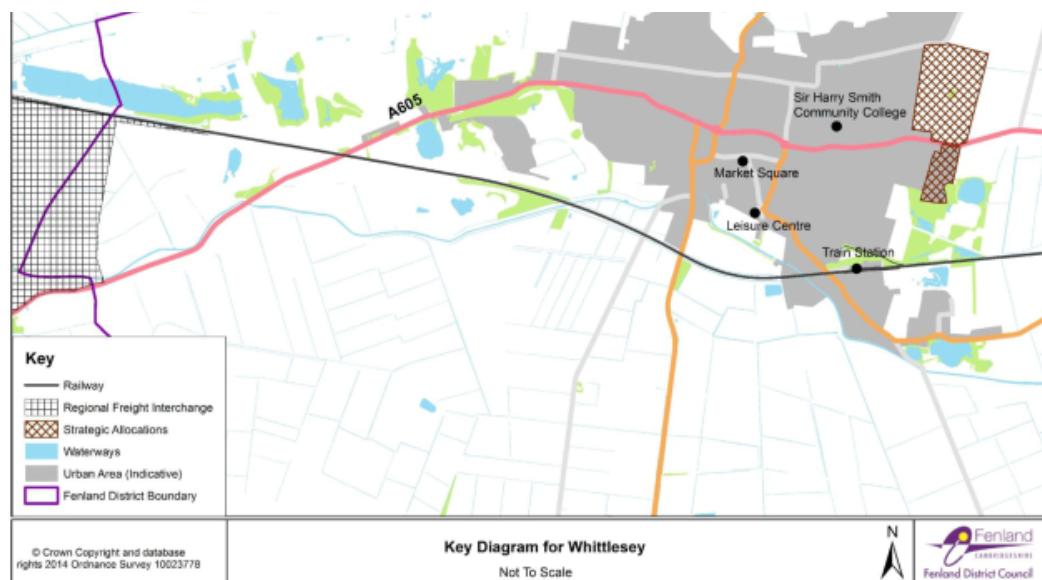 A605
Sir Harry Smith
Community College
Market Square
Leisure Centre
Train Station
Key
Railway
Regional Freight Interchange
Strategic Allocations
Waterways
Urban Area (Indicative)
Fenland District Boundary
© Crown Copyright and database
rights 2014 Ordnance Survey 10023778
Key Diagram for Whittlesey
Not To Scale
N
Fenland
CAMBRIDGESHIRE
Fenland District Council